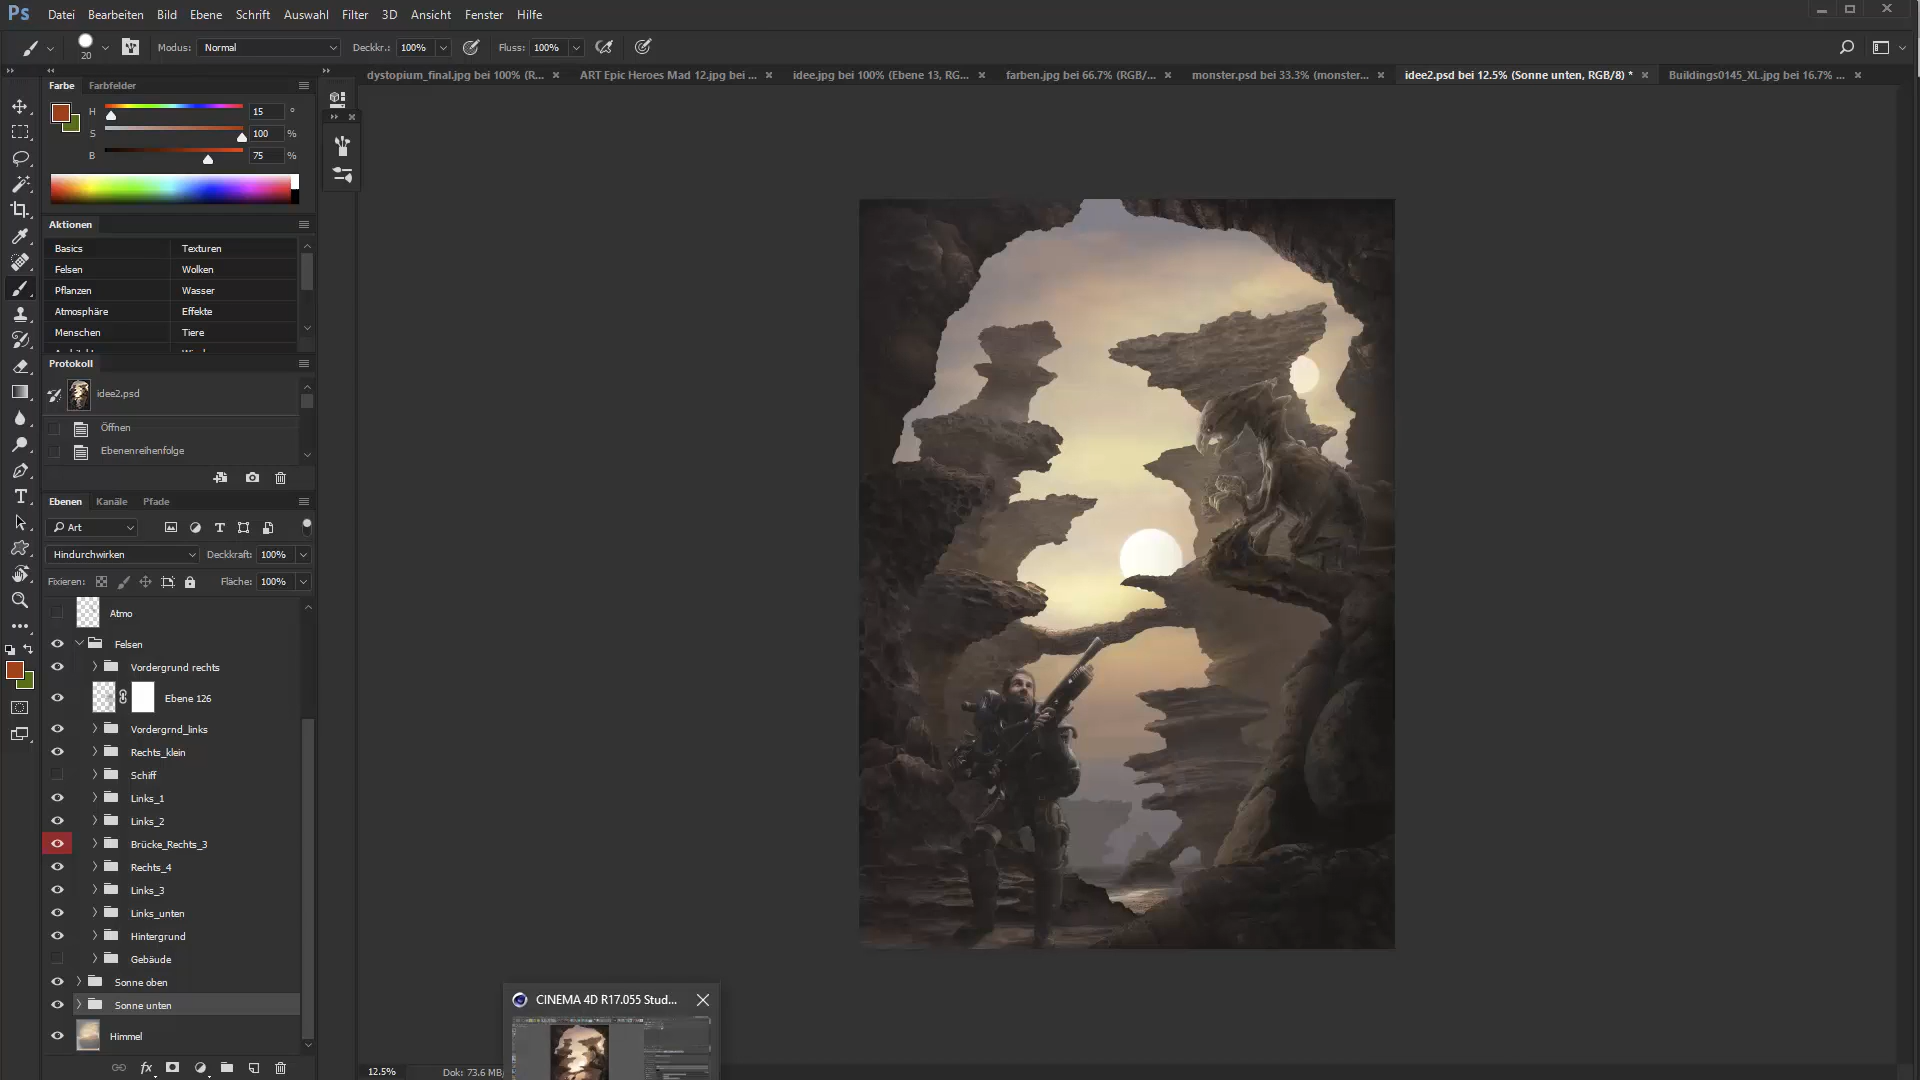 Ps Datei Bearbeiten Bild Ebene Schrift Auswahl Filter 3D Ansicht Fenster Hilfe
20 Modus: Normal Deckkr.: 100% Fluss: 100%
dystopium_final.jpg bei 100% (R... ART Epic Heroes Mad 12.jpg bei ... idee.jpg 100% (Ebene 13, RG... farben.jpg bei 66.7% (RGB/... monster.psd bei 33.3% (monster... idee2.psd bei 12.5% (Sonne unten, RGB/8) * Buildings0145_XL.jpg bei 16.7% ...
Farbe Farbfelder
H 15 °
S 100 %
B 75 %
Aktionen
Basics Texturen
Felsen Wolken
Pflanzen Wasser
Atmosphäre Effekte
Menschen Tiere
Protokoll
idee2.psd
Öffnen
Ebenenreihenfolge
Ebenen Kanäle Pfade
Art
Hindurchwirken Deckkraft: 100%
Fixieren: Fläche: 100%
Atmo
Felsen
Vordergrund rechts
Ebene 126
Vordergrnd_links
Rechts_klein
Schiff
Links_1
Links_2
Brücke_Rechts_3
Rechts_4
Links_3
Links_unten
Hintergrund
Gebäude
Sonne oben
Sonne unten
Himmel
CINEMA 4D R17.055 Stud...
12.5% Dok: 73.6 MB/